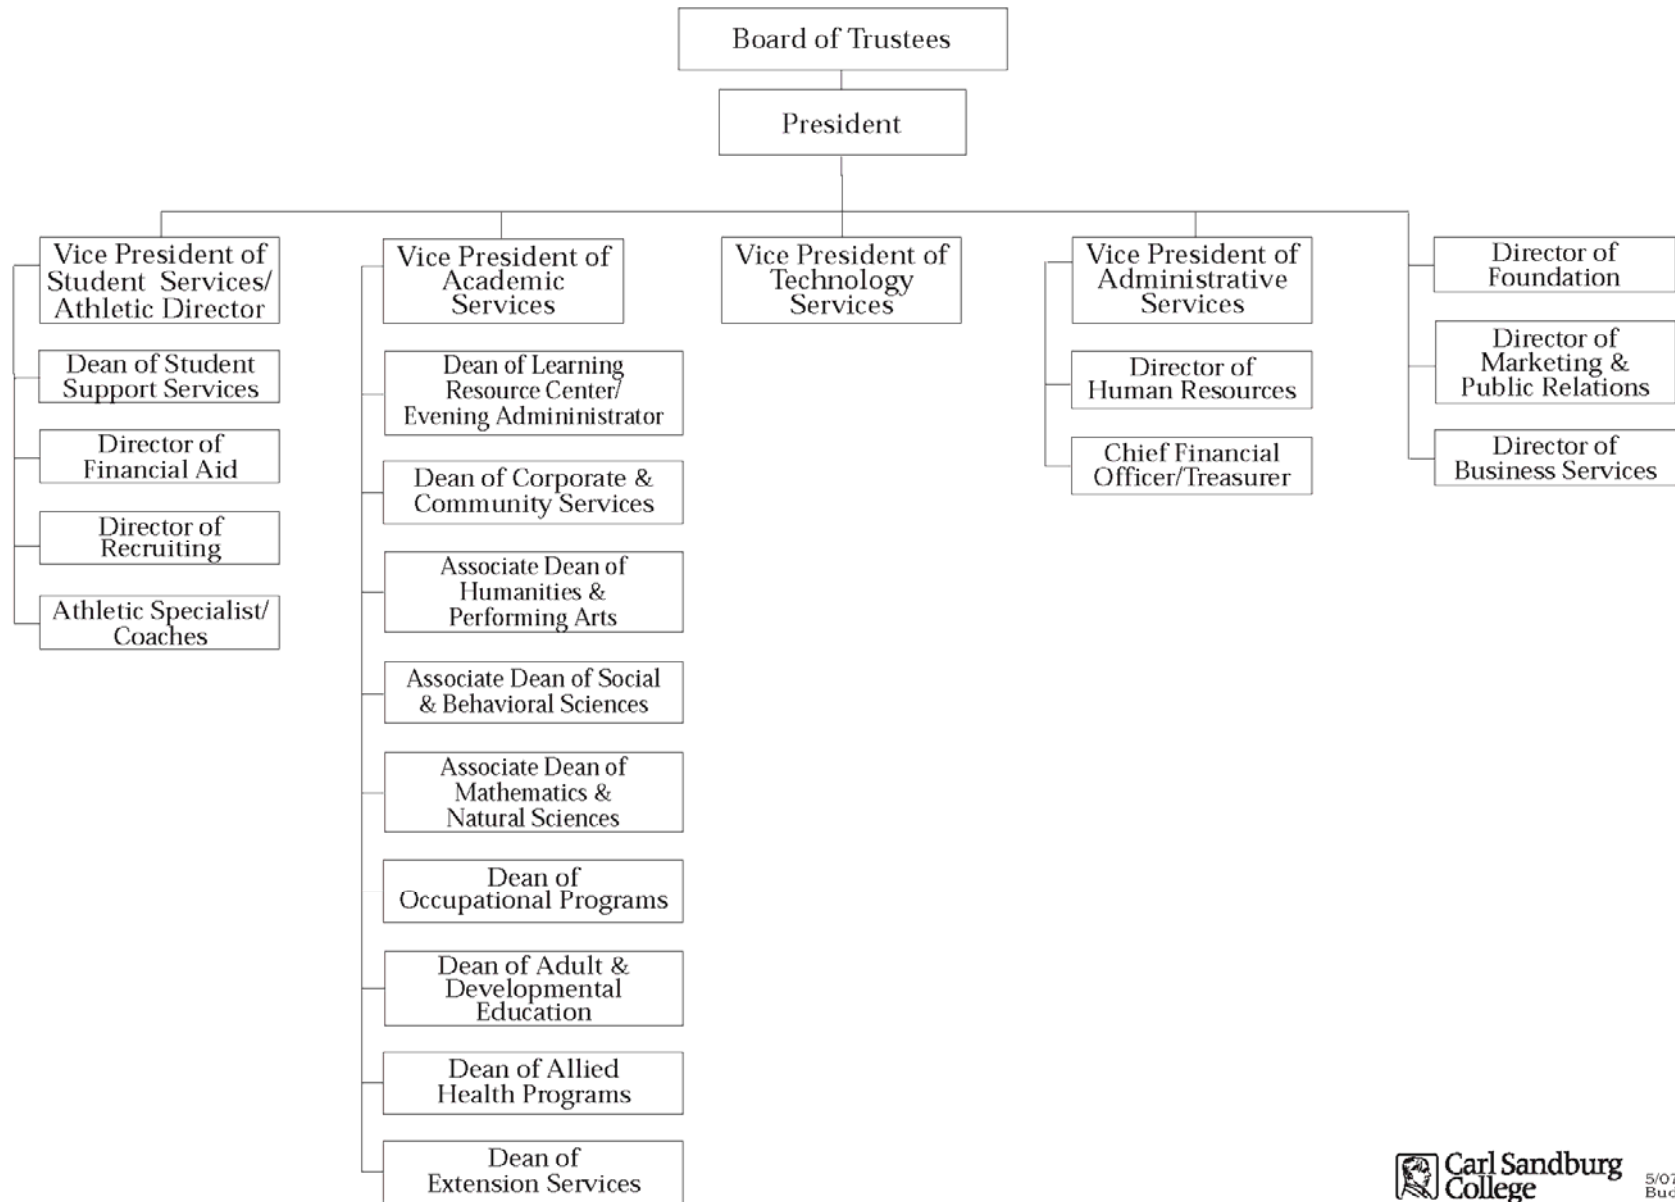 Board of Trustees
President
Vice President of
Student Services/
Athletic Director
Dean of Student
Support Services
Director of
Financial Aid
Director of
Recruiting
Athletic Specialist/
Coaches
Vice President of
Academic
Services
Dean of Learning
Resource Center/
Evening Admininistrator
Dean of Corporate &
Community Services
Associate Dean of
Humanities &
Performing Arts
Associate Dean of Social
& Behavioral Sciences
Associate Dean of
Mathematics &
Natural Sciences
Dean of
Occupational Programs
Dean of Adult &
Developmental
Education
Dean of Allied
Health Programs
Dean of
Extension Services
Vice President of
Technology
Services
Vice President of
Administrative
Services
Director of
Human Resources
Chief Financial
Officer/Treasurer
Director of
Foundation
Director of
Marketing &
Public Relations
Director of
Business Services
Carl Sandburg
College
5/07